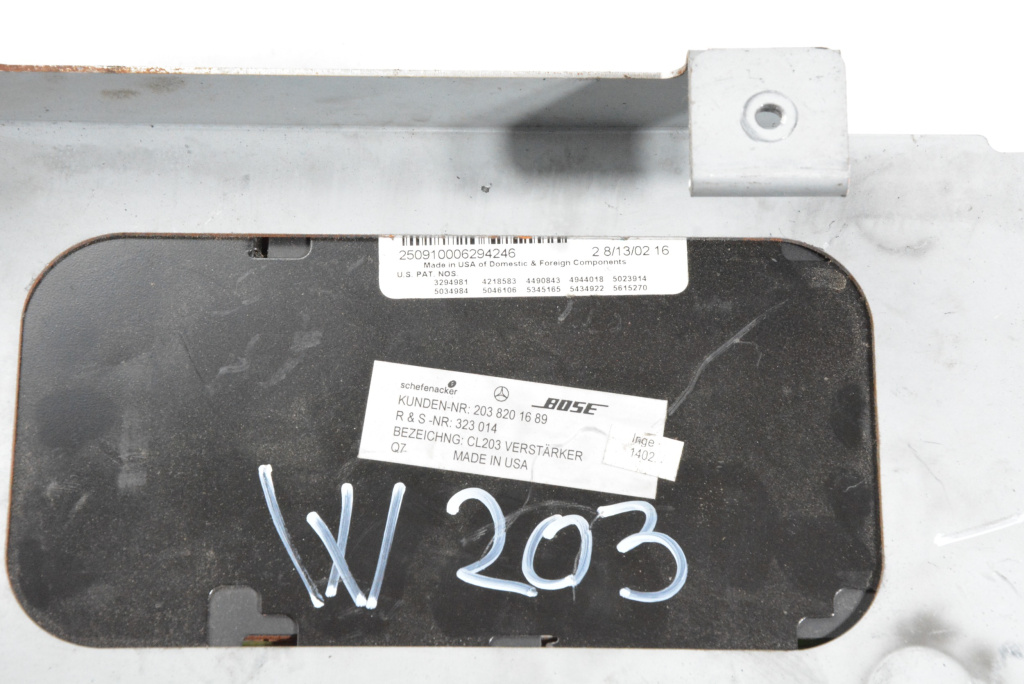 250910006294246 2 8/13/02 16
Made in USA of Domestic & Foreign Components
U.S. PAT. NOS.
3294981 4218583 4490843 4944018 5023914
5034984 5046106 5345165 5434922 5615270
schefenacker BOSE
KUNDEN-NR: 203 820 16 89
R & S -NR: 323 014
BEZEICHNG: CL203 VERSTÄRKER
Q7 MADE IN USA
inge
1402
W 203